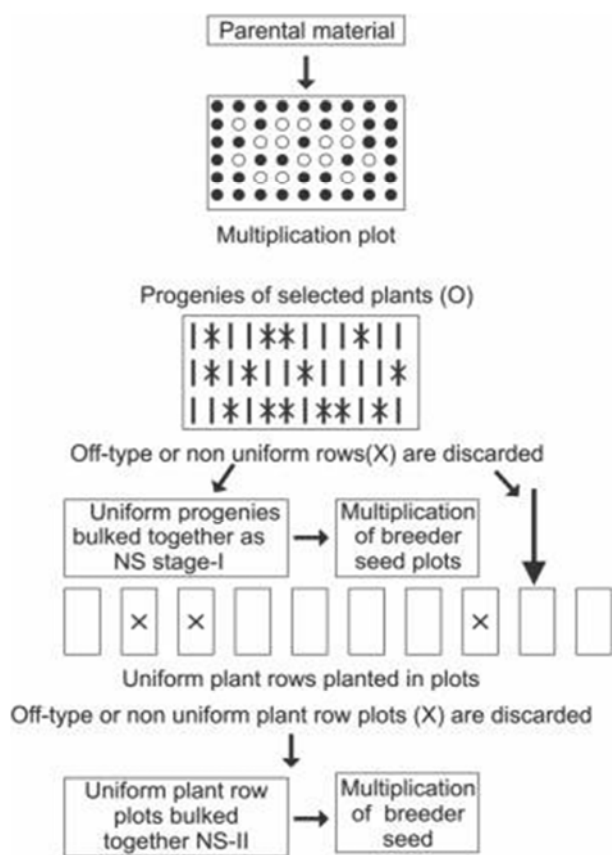 Parental material
Multiplication plot
Progenies of selected plants (O)
Off-type or non uniform rows(X) are discarded
Uniform progenies
bulked together as
NS stage-I
Multiplication
of breeder
seed plots
× × ×
Uniform plant rows planted in plots
Off-type or non uniform plant row plots (X) are discarded
Uniform plant row
plots bulked
together NS-II
Multiplication
of breeder
seed